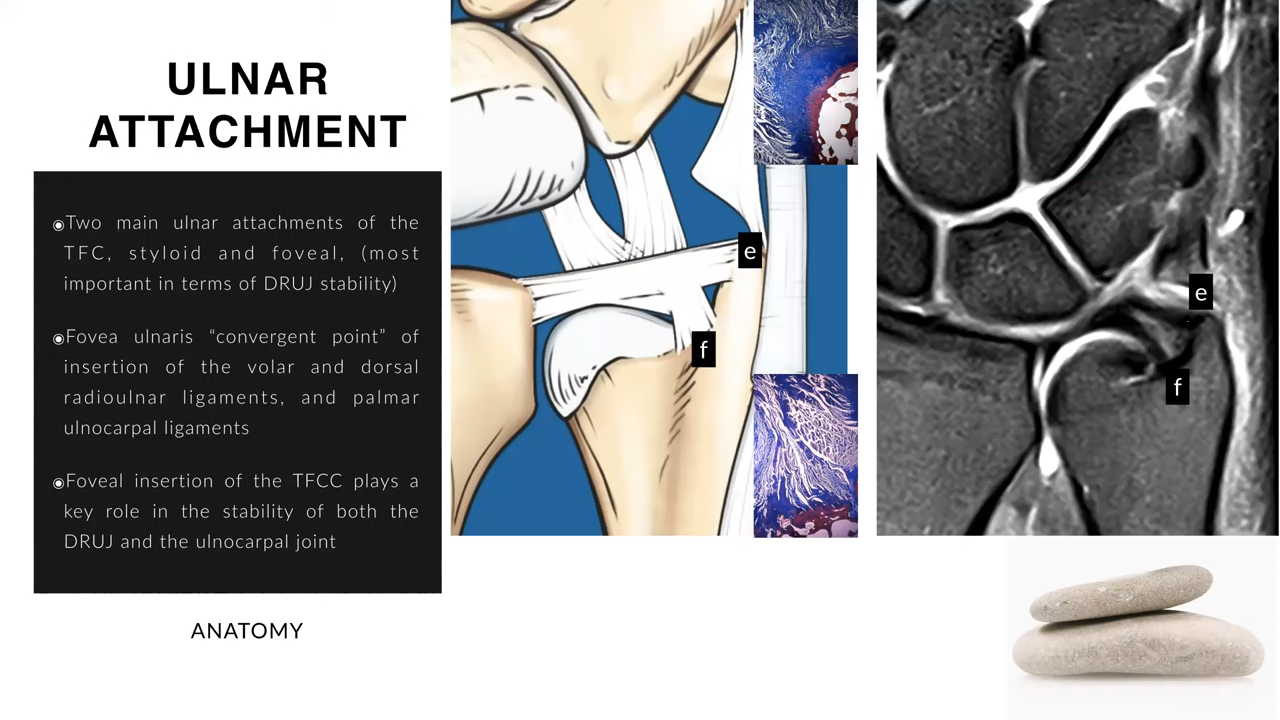 ULNAR
ATTACHMENT
◉Two main ulnar attachments of the
TFC, styloid and foveal, (most
important in terms of DRUJ stability)
◉Fovea ulnaris “convergent point” of
insertion of the volar and dorsal
radioulnar ligaments, and palmar
ulnocarpal ligaments
◉Foveal insertion of the TFCC plays a
key role in the stability of both the
DRUJ and the ulnocarpal joint
ANATOMY
e
f
e
f